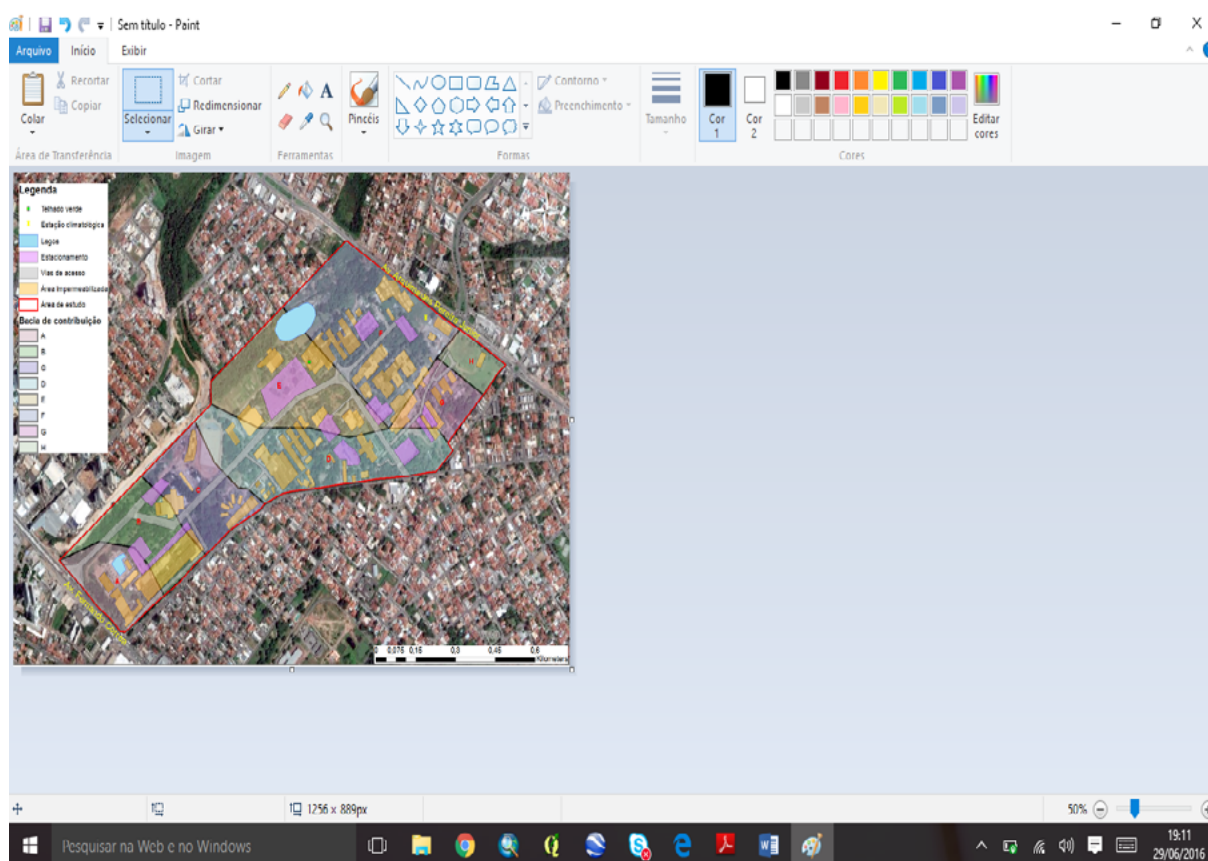 Sem título - Paint
Arquivo Início Exibir
Colar
Recortar
Copiar
Área de Transferência
Selecionar
Cortar
Redimensionar
Girar
Imagem
A
Ferramentas
Pincéis
Contorno
Preenchimento
Formas
Tamanho
Cor 1
Cor 2
Editar cores
Cores
Legenda
Telhado verde
Estação climatológica
Lagoa
Estacionamento
Vias de acesso
Área impermeabilizada
Área de estudo
Bacia de contribuição
A
B
C
D
E
F
G
H
H
E
G
D
C
B
A
0 0,075 0,15 0,3 0,45 0,6
Kilometers
1256 × 889px
50%
Pesquisar na Web e no Windows
19:11
29/06/2016